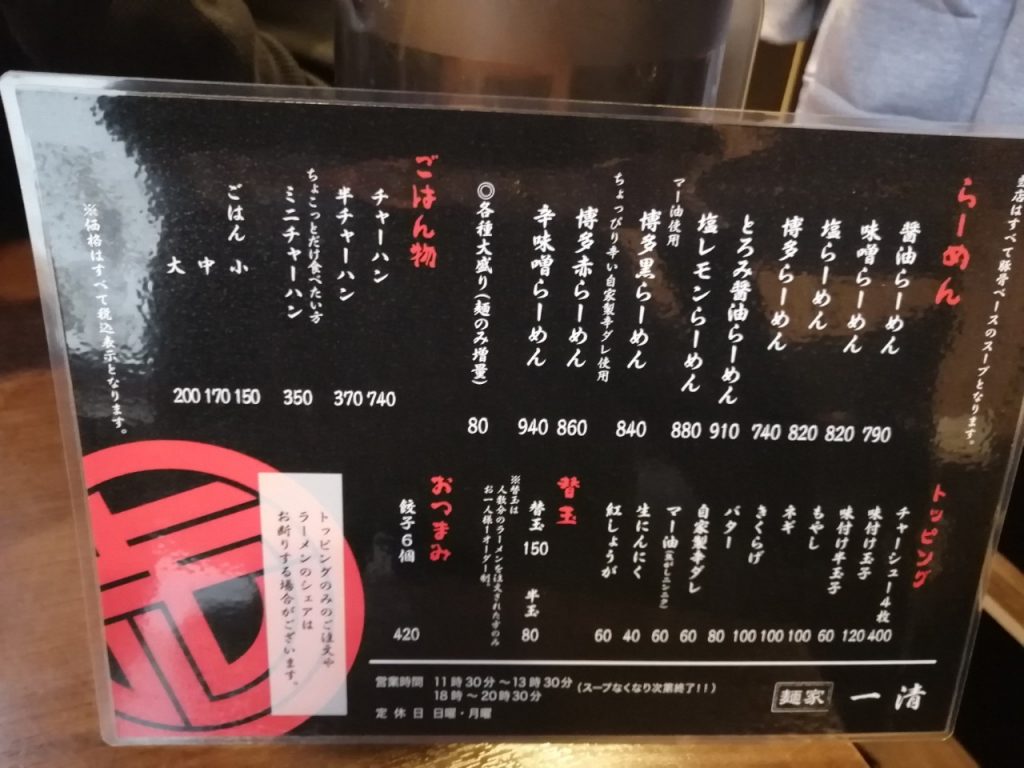 当店はすべて豚骨ベースのスープとなります。
らーめん
醤油らーめん 790
味噌らーめん 820
塩らーめん 820
博多らーめん 740
とろみ醤油らーめん 910
塩レモンらーめん 880
マー油使用
博多黒らーめん 840
ちょっぴり辛い自家製辛ダレ使用
博多赤らーめん 860
辛味噌らーめん 940
◎各種大盛り(麺のみ増量) 80
ごはん物
チャーハン 740
半チャーハン 370
ちょこっとだけ食べたい方
ミニチャーハン 350
ごはん 小 150
中 170
大 200
※価格はすべて税込表示となります。
トッピング
チャーシュー4枚 400
味付け玉子 120
味付け半玉子 60
もやし 100
ネギ 100
きくらげ 100
バター 80
自家製辛ダレ 60
マー油(焦がしニンニク) 60
生にんにく 40
紅しょうが 60
替玉
替玉 150 半玉 80
※替玉は
人数分のラーメンを注文された方のみ
お一人様1オーダー制。
おつまみ
餃子6個 420
トッピングのみのご注文や
ラーメンのシェアは
お断りする場合がございます。
営業時間 11時30分～13時30分(スープなくなり次第終了!!)
18時～20時30分
定休日 日曜・月曜
麺家 一清